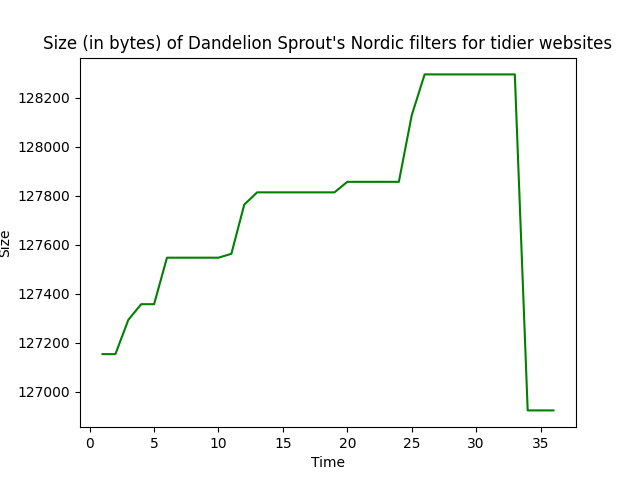 Size (in bytes) of Dandelion Sprout's Nordic filters for tidier websites
128200
128000
127800
127600
127400
127200
127000
Size
0 5 10 15 20 25 30 35
Time